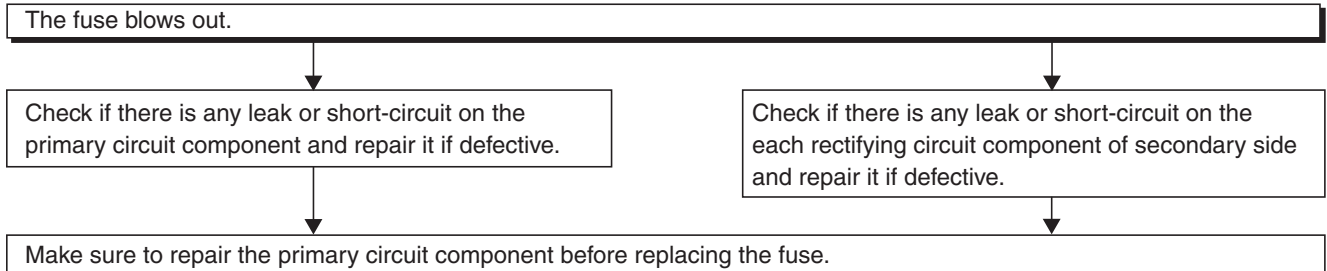 The fuse blows out.
Check if there is any leak or short-circuit on the
primary circuit component and repair it if defective.
Check if there is any leak or short-circuit on the
each rectifying circuit component of secondary side
and repair it if defective.
Make sure to repair the primary circuit component before replacing the fuse.